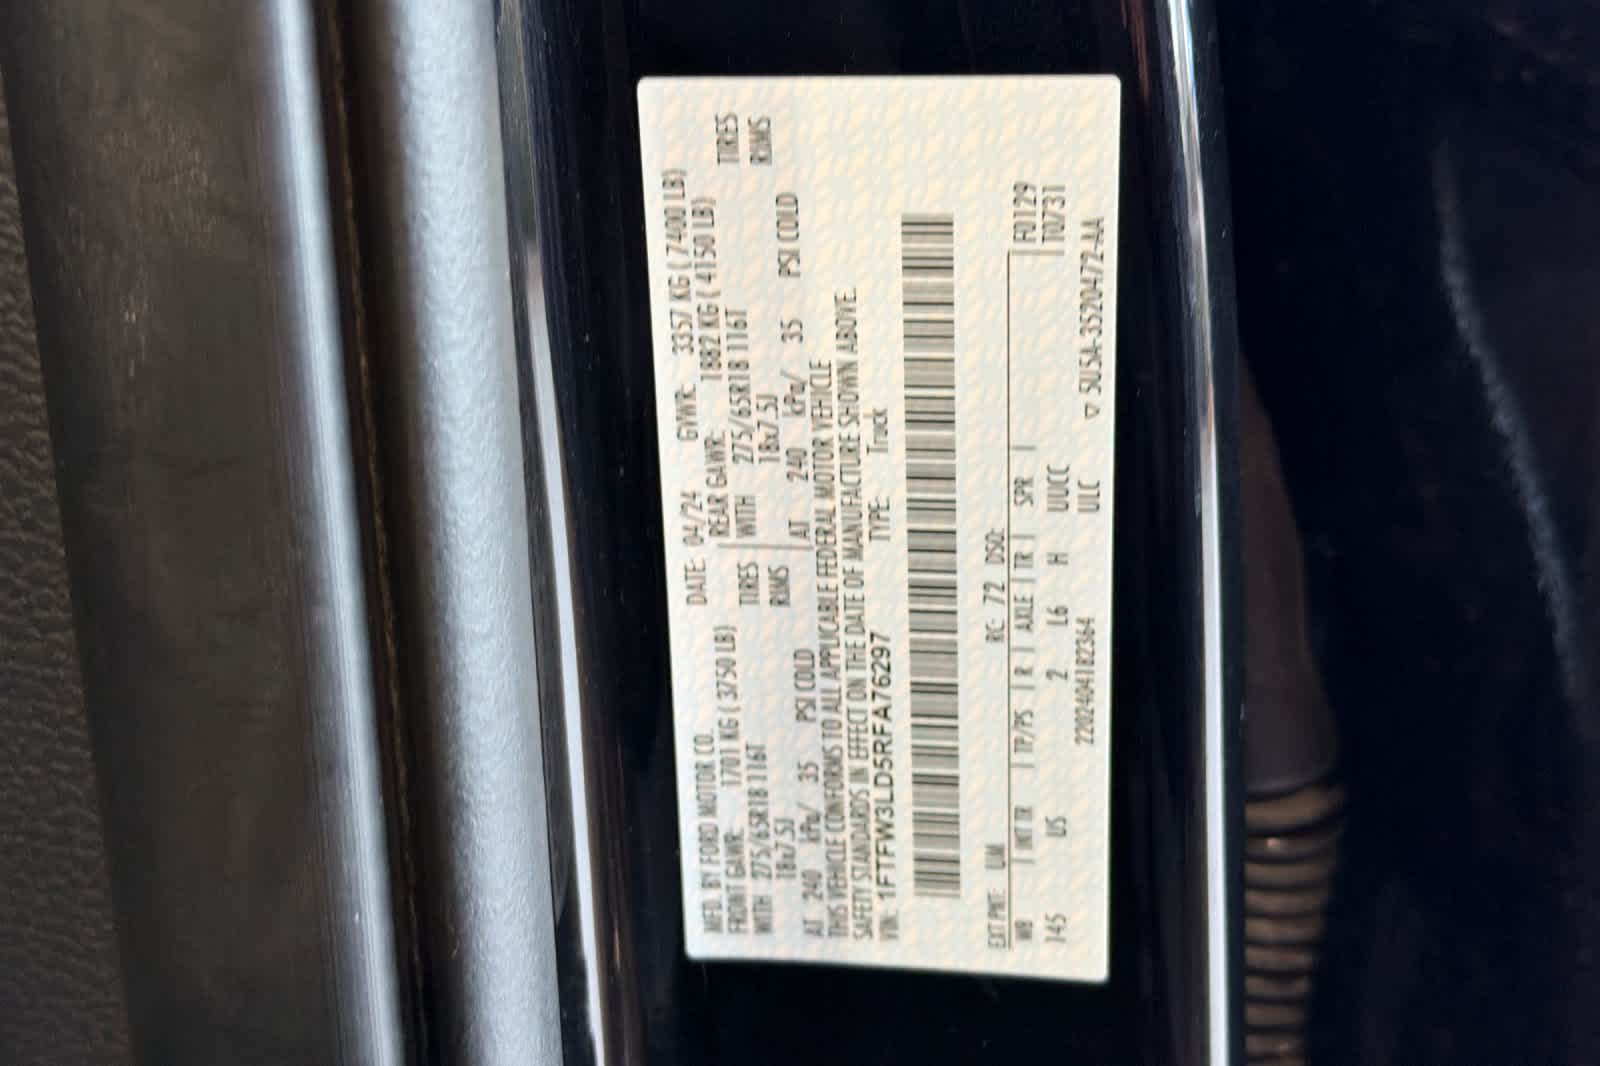 MFD. BY FORD MOTOR CO. DATE: 04/24 GVWR: 3357 KG ( 7400 LB)
FRONT GAWR: 1701 KG ( 3750 LB) REAR GAWR: 1882 KG ( 4150 LB)
WITH 275/65R18 116T TIRES WITH 275/65R18 116T TIRES
18x7.5J RIMS 18x7.5J RIMS
AT 240 kPa/ 35 PSI COLD AT 240 kPa/ 35 PSI COLD
THIS VEHICLE CONFORMS TO ALL APPLICABLE FEDERAL MOTOR VEHICLE
SAFETY STANDARDS IN EFFECT ON THE DATE OF MANUFACTURE SHOWN ABOVE.
VIN: 1FTFW3LD5RFA76297 TYPE: Truck
EXT PNT: UM RC: 72 DSO: F0129
WB INT TR TP/PS R AXLE TR SPR T0731
145 US 2 L6 H UUCC
2202404182364 ULC ▽ 5U5A-3520472-AA